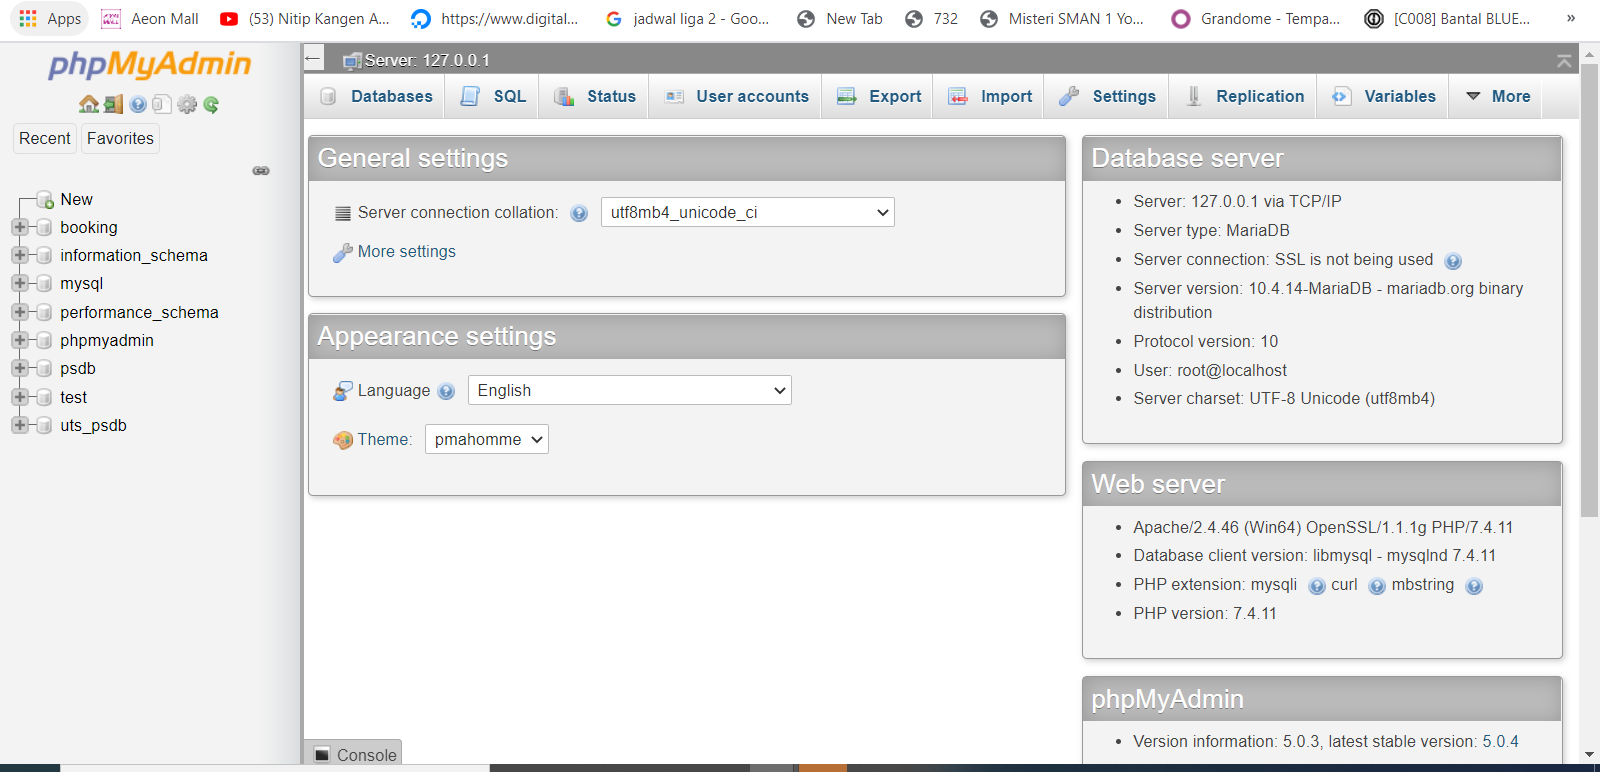 Apps
Aeon Mall
(53) Nitip Kangen A...
https://www.digital...
jadwal liga 2 - Goo...
New Tab
732
Misteri SMAN 1 Yo...
Grandome - Tempa...
[C008] Bantal BLUE...
»
phpMyAdmin
Recent
Favorites
New
booking
information_schema
mysql
performance_schema
phpmyadmin
psdb
test
uts_psdb
Server: 127.0.0.1
Databases
SQL
Status
User accounts
Export
Import
Settings
Replication
Variables
More
General settings
Server connection collation:
utf8mb4_unicode_ci
More settings
Appearance settings
Language
English
Theme:
pmahomme
Database server
Server: 127.0.0.1 via TCP/IP
Server type: MariaDB
Server connection: SSL is not being used
Server version: 10.4.14-MariaDB - mariadb.org binary
distribution
Protocol version: 10
User: root@localhost
Server charset: UTF-8 Unicode (utf8mb4)
Web server
Apache/2.4.46 (Win64) OpenSSL/1.1.1g PHP/7.4.11
Database client version: libmysql - mysqlnd 7.4.11
PHP extension: mysqli curl mbstring
PHP version: 7.4.11
phpMyAdmin
Version information: 5.0.3, latest stable version: 5.0.4
Console